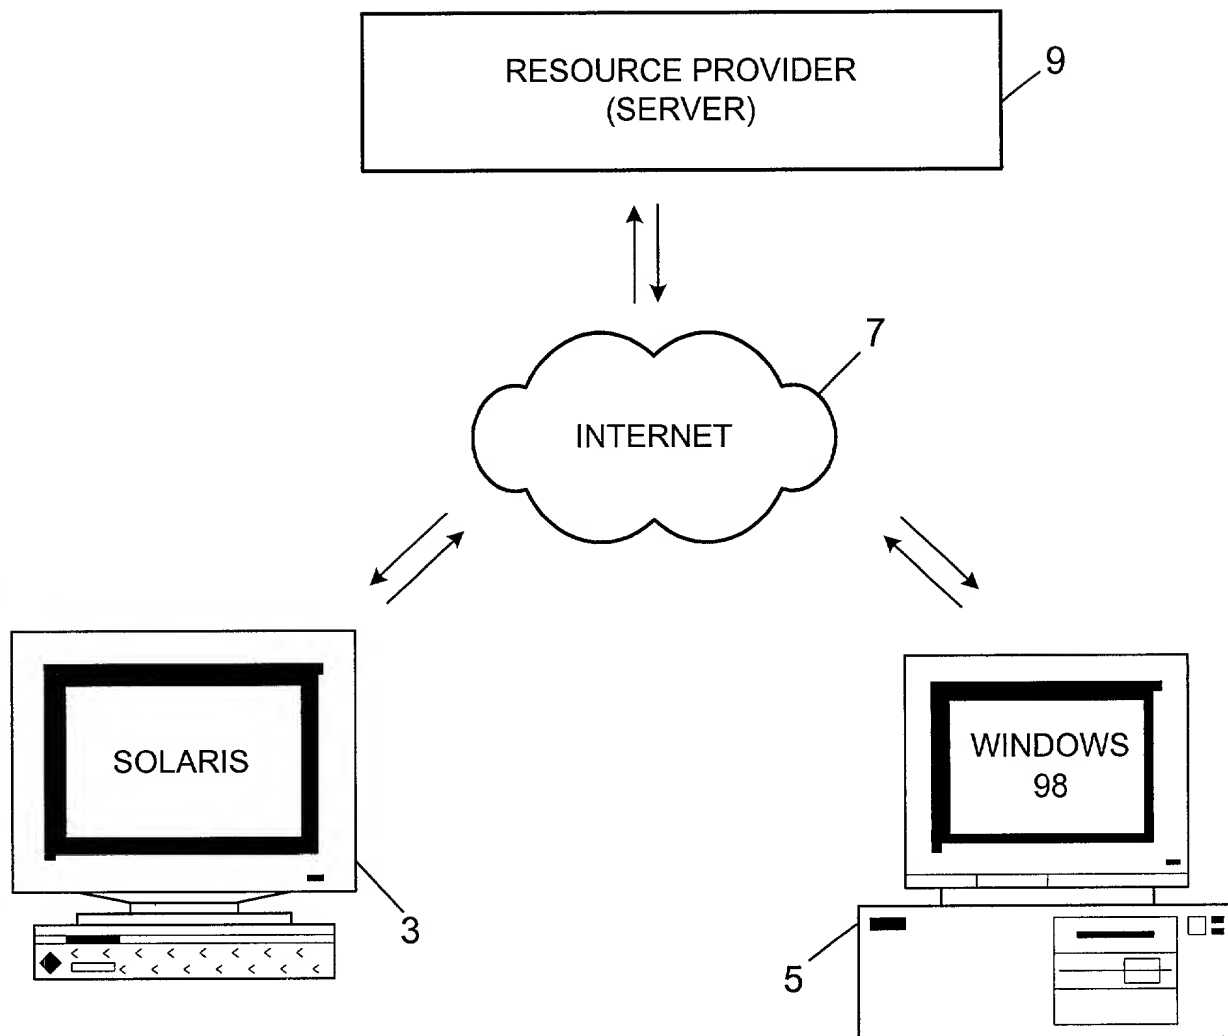 RESOURCE PROVIDER
(SERVER)
9
7
INTERNET
SOLARIS
WINDOWS
98
3
5